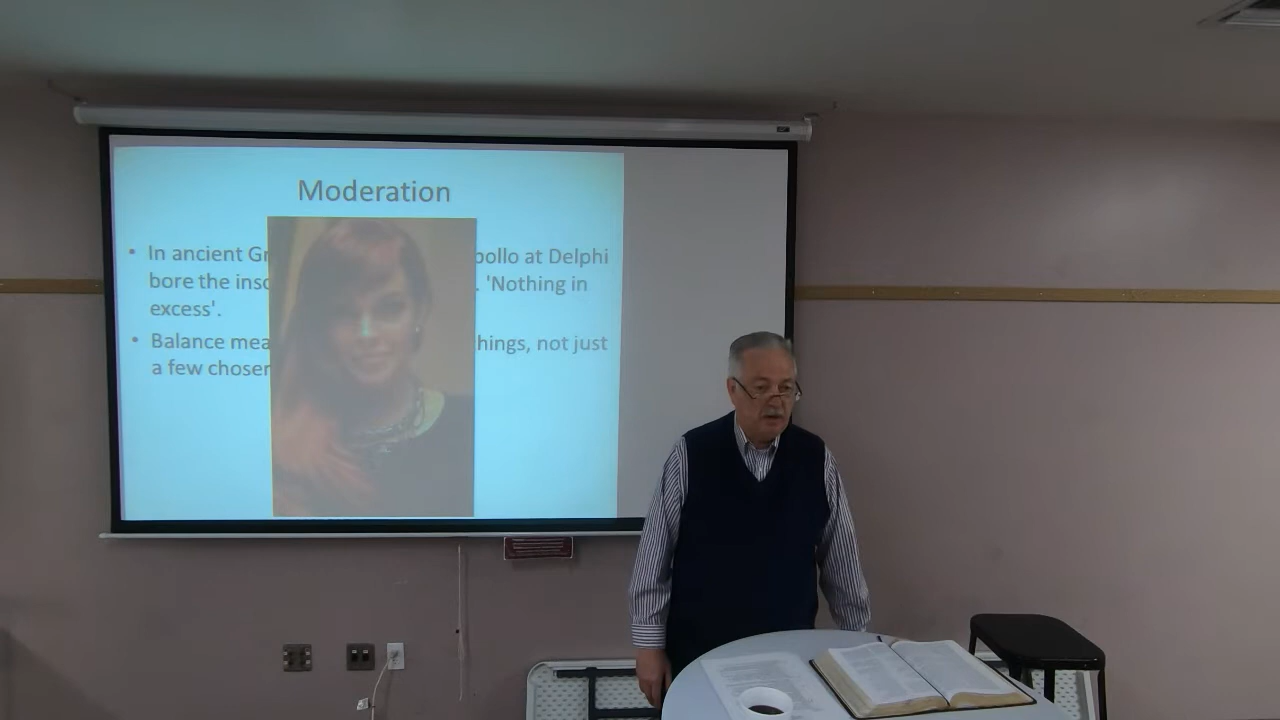 Moderation
• In ancient Gr pollo at Delphi
bore the insc . 'Nothing in
excess'.
• Balance mea hings, not just
a few chosen